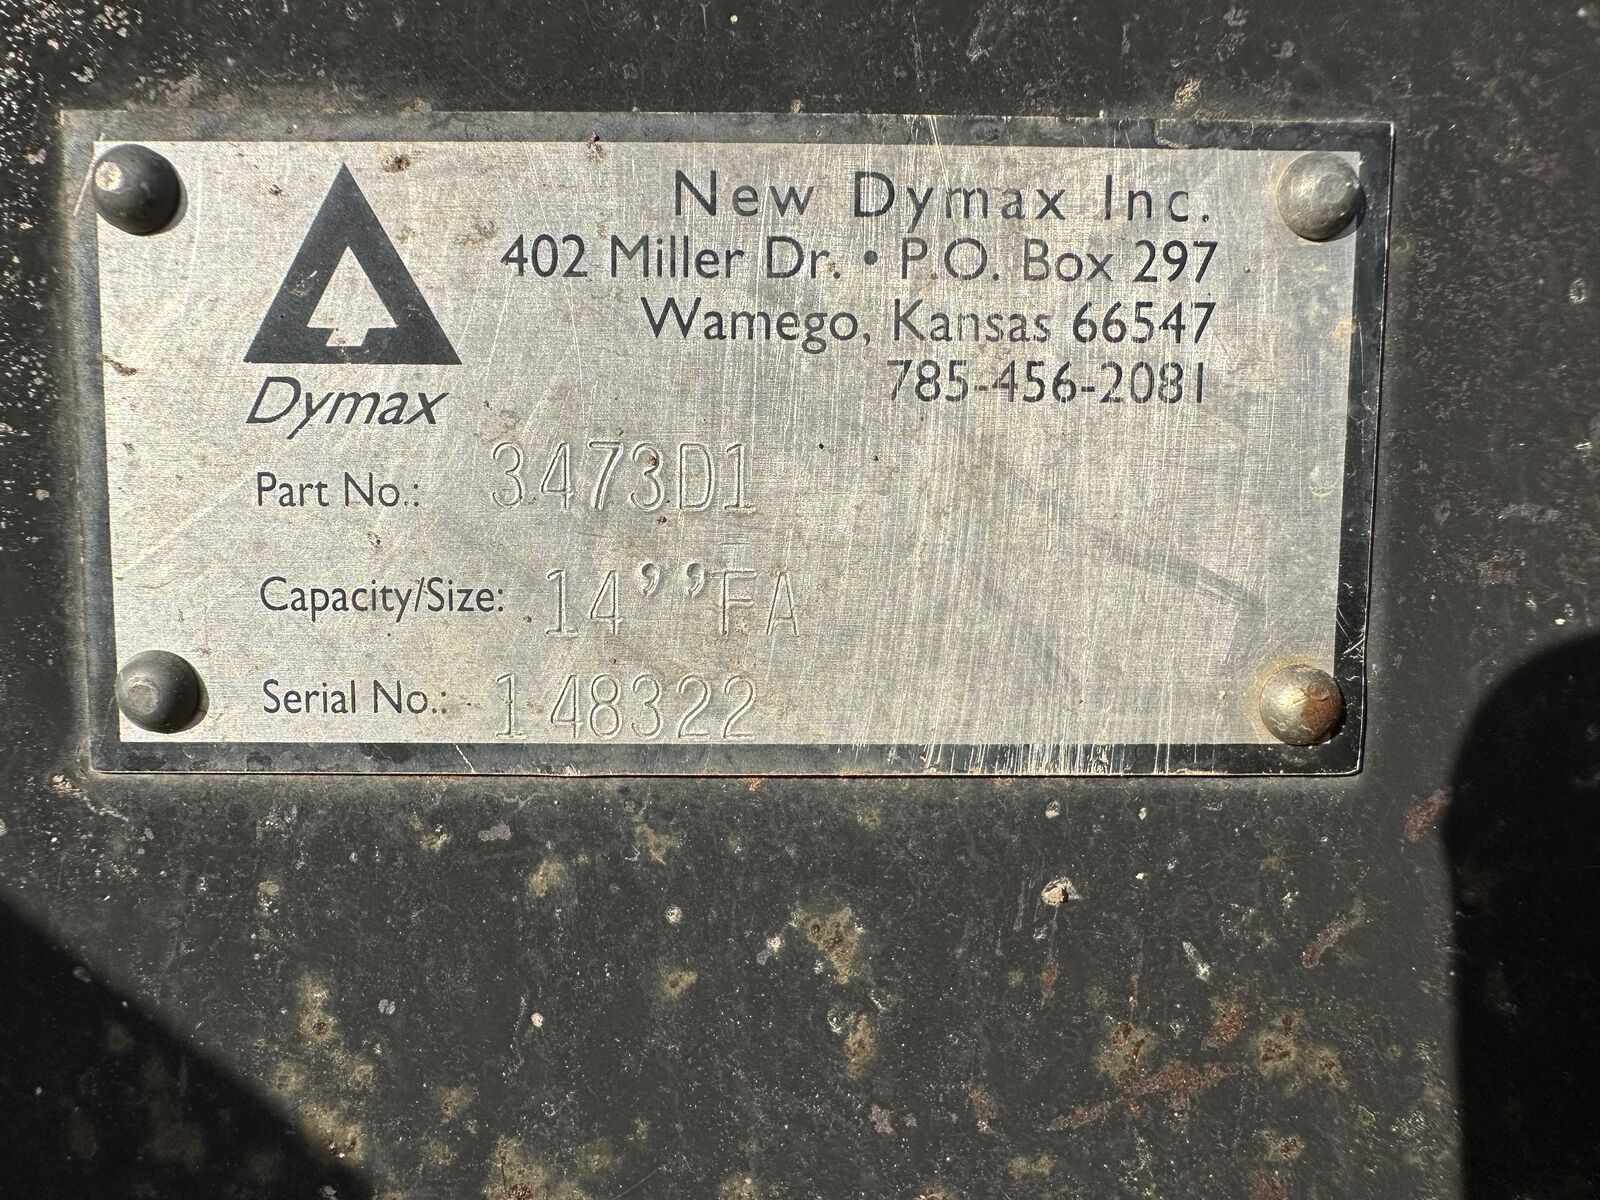 New Dymax Inc.
402 Miller Dr. • P.O. Box 297
Wamego, Kansas 66547
785-456-2081
Dymax
Part No.: 3473D1
Capacity/Size: 14’’FA
Serial No.: 148322